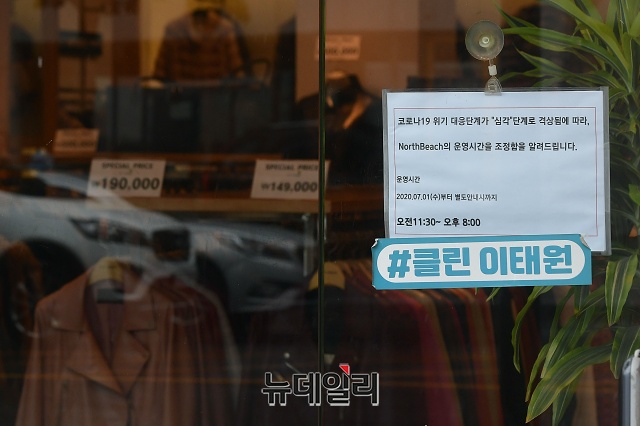 코로나19 위기 대응단계가 "심각"단계로 격상됨에 따라,
NorthBeach의 운영시간을 조정함을 알려드립니다.
운영시간
2020.07.01(수)부터 별도안내시까지
오전11:30~ 오후 8:00
#클린 이태원
SPECIAL PRICE
₩190,000
SPECIAL PRICE
₩149,000
뉴데일리